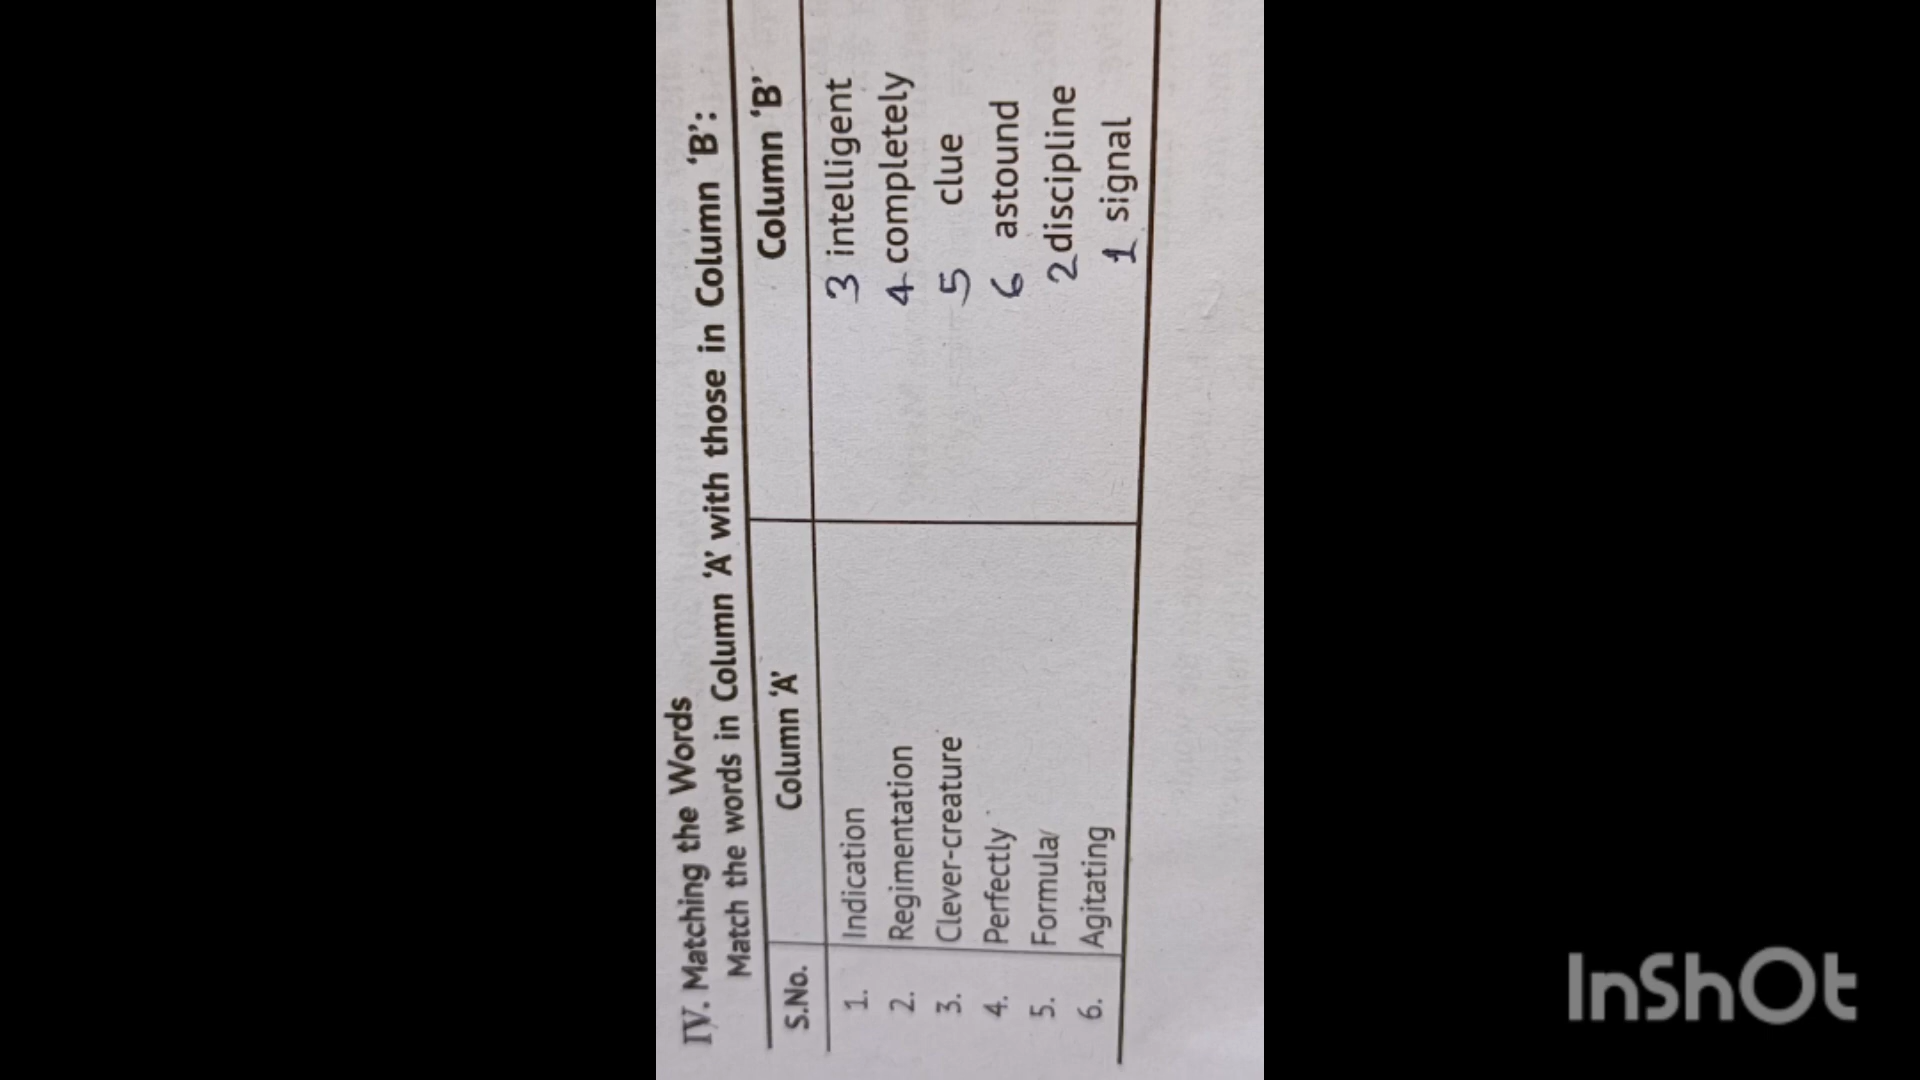 IV. Matching the Words
Match the words in Column ‘A’ with those in Column ‘B’:
S.No. Column ‘A’ Column ‘B’
1. Indication 3 intelligent
2. Regimentation 4 completely
3. Clever-creature 5 clue
4. Perfectly 6 astound
5. Formula 2 discipline
6. Agitating 1 signal
InShOt